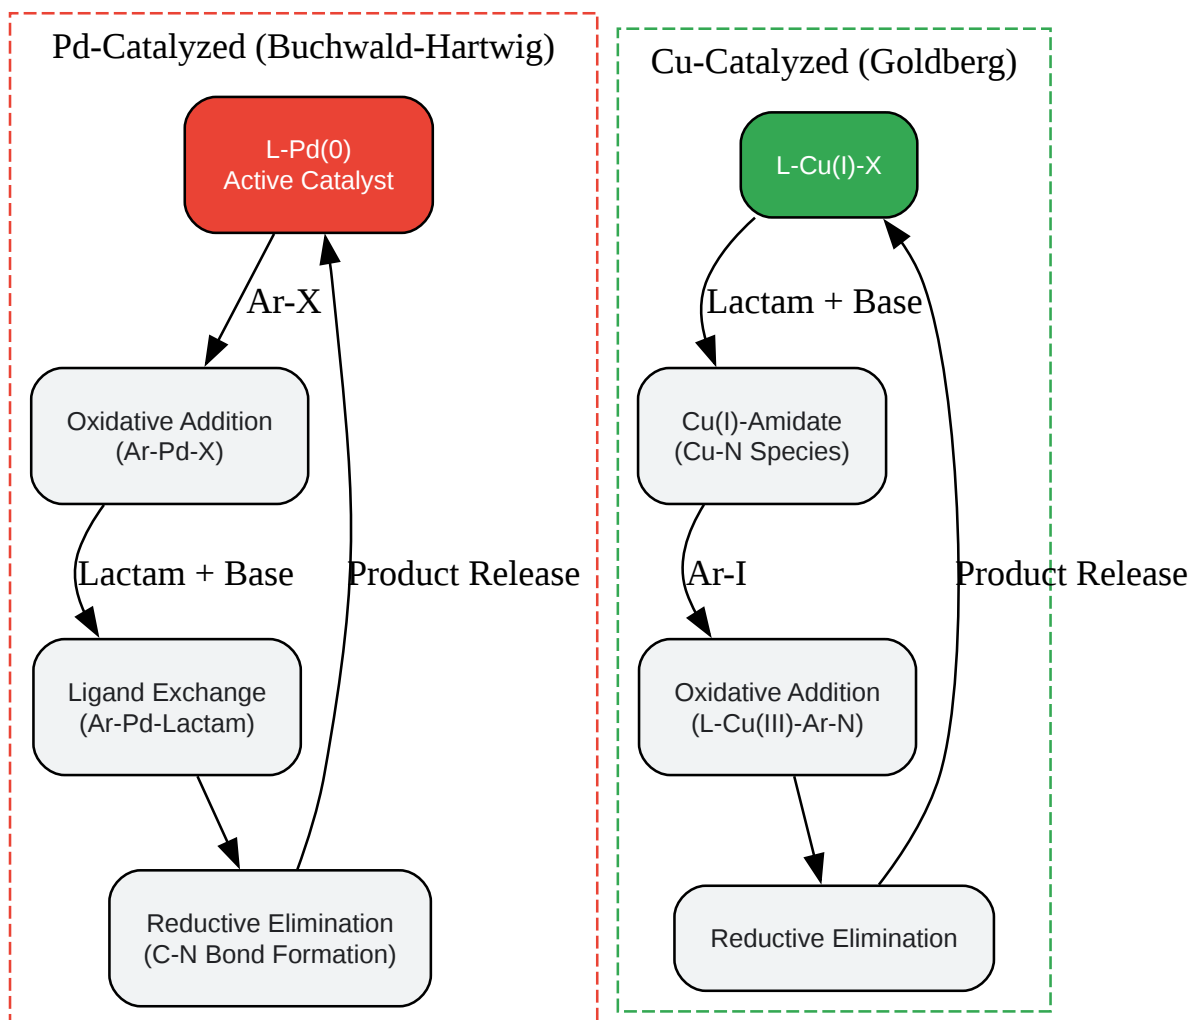 Pd-Catalyzed (Buchwald-Hartwig)
L-Pd(0)
Active Catalyst
Ar-X
Oxidative Addition
(Ar-Pd-X)
Lactam + Base
Product Release
Ligand Exchange
(Ar-Pd-Lactam)
Reductive Elimination
(C-N Bond Formation)
Cu-Catalyzed (Goldberg)
L-Cu(I)-X
Lactam + Base
Cu(I)-Amidate
(Cu-N Species)
Ar-I
Product Release
Oxidative Addition
(L-Cu(III)-Ar-N)
Reductive Elimination